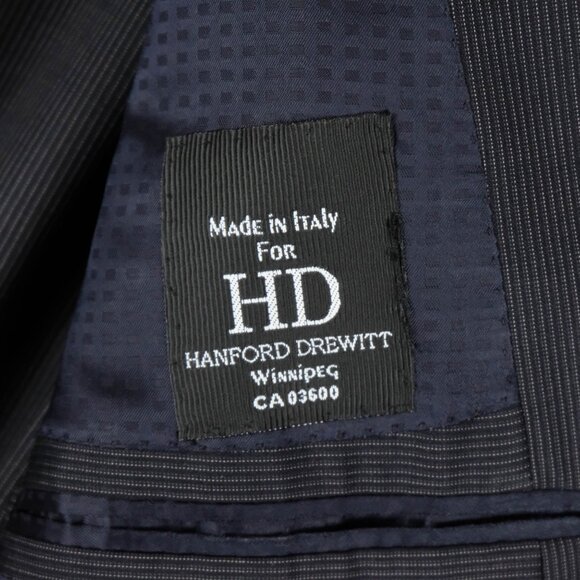 Made in Italy
For
HD
HANFORD DREWITT
Winnipeg
CA 03600